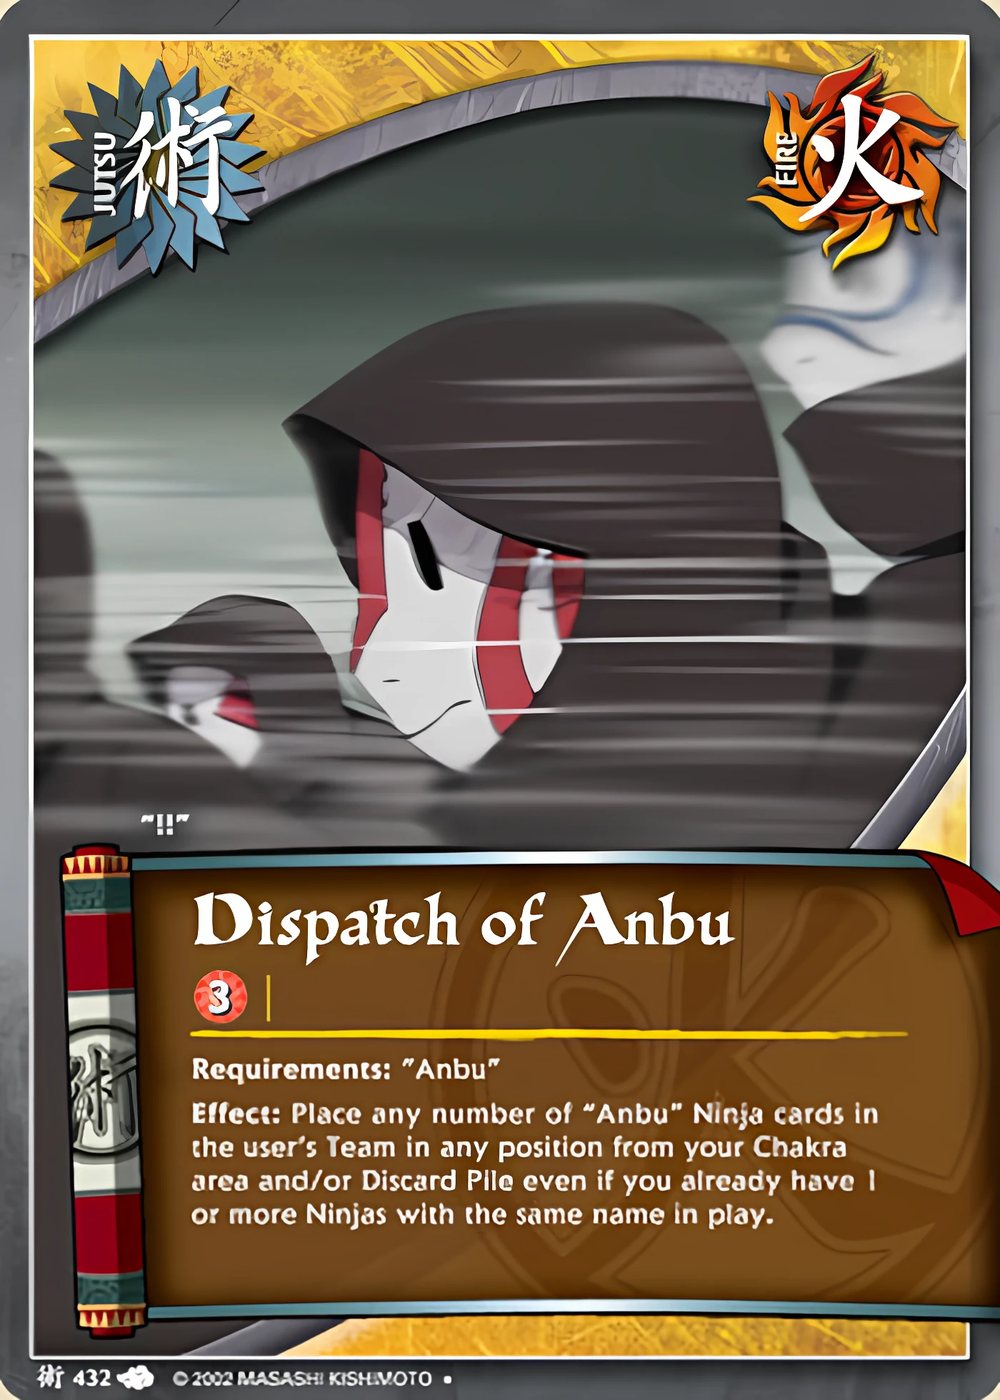 JUTSU
術
FIRE
火
"!!"
Dispatch of Anbu
3
Requirements: "Anbu"
Effect: Place any number of "Anbu" Ninja cards in
the user's Team in any position from your Chakra
area and/or Discard Pile even if you already have 1
or more Ninjas with the same name in play.
術
術 432 © 2002 MASASHI KISHIMOTO •